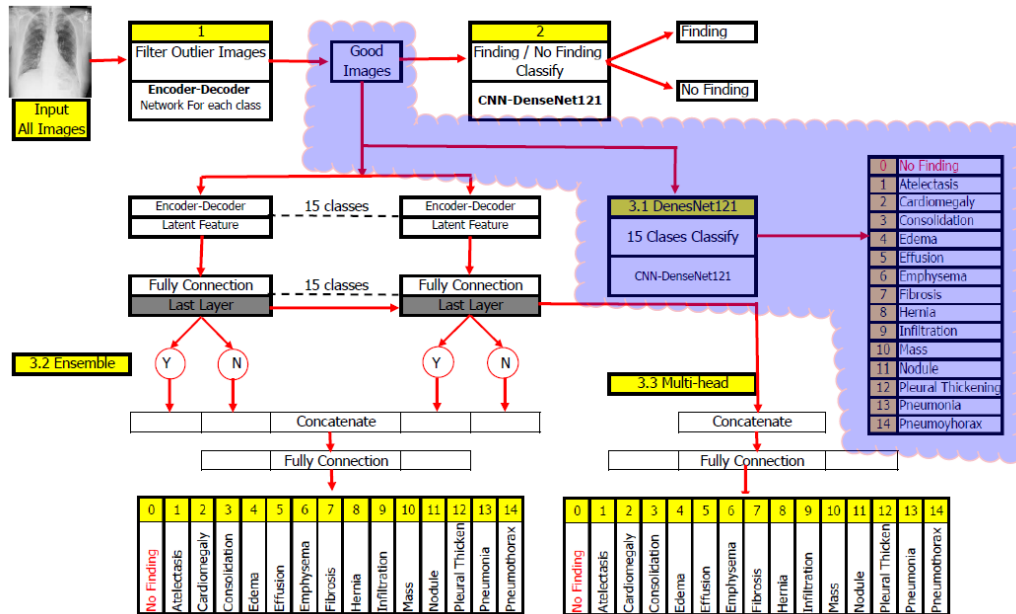 1
Filter Outlier Images
Encoder-Decoder
Network For each class
Input
All Images
Good
Images
2
Finding / No Finding
Classify
CNN-DenseNet121
Finding
No Finding
Encoder-Decoder
Latent Feature
15 classes
Encoder-Decoder
Latent Feature
Fully Connection
Last Layer
15 classes
Fully Connection
Last Layer
3.1 DenesNet121
15 Clases Classify
CNN-DenseNet121
0 No Finding
1 Atelectasis
2 Cardiomegaly
3 Consolidation
4 Edema
5 Effusion
6 Emphysema
7 Fibrosis
8 Hernia
9 Infiltration
10 Mass
11 Nodule
12 Pleural Thickening
13 Pneumonia
14 Pneumoyhorax
3.2 Ensemble
Y
N
Y
N
3.3 Multi-head
Concatenate
Fully Connection
Concatenate
Fully Connection
0 1 2 3 4 5 6 7 8 9 10 11 12 13 14
No Finding
Atelectasis
Cardiomegaly
Consolidation
Edema
Effusion
Emphysema
Fibrosis
Hernia
Infiltration
Mass
Nodule
Pleural Thicken
Pneumonia
Pneumothorax
0 1 2 3 4 5 6 7 8 9 10 11 12 13 14
No Finding
Atelectasis
Cardiomegaly
Consolidation
Edema
Effusion
Emphysema
Fibrosis
Hernia
Infiltration
Mass
Nodule
Pleural Thicken
Pneumonia
Pneumothorax